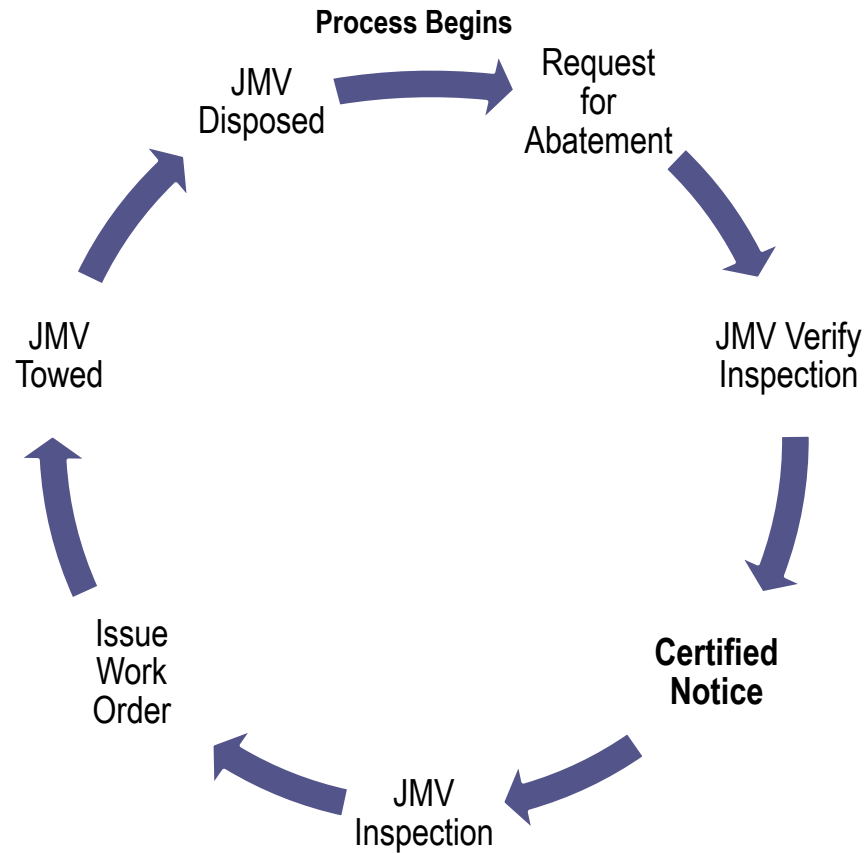 Process Begins
Request
for
Abatement
JMV Verify
Inspection
Certified
Notice
JMV
Inspection
Issue
Work
Order
JMV
Towed
JMV
Disposed